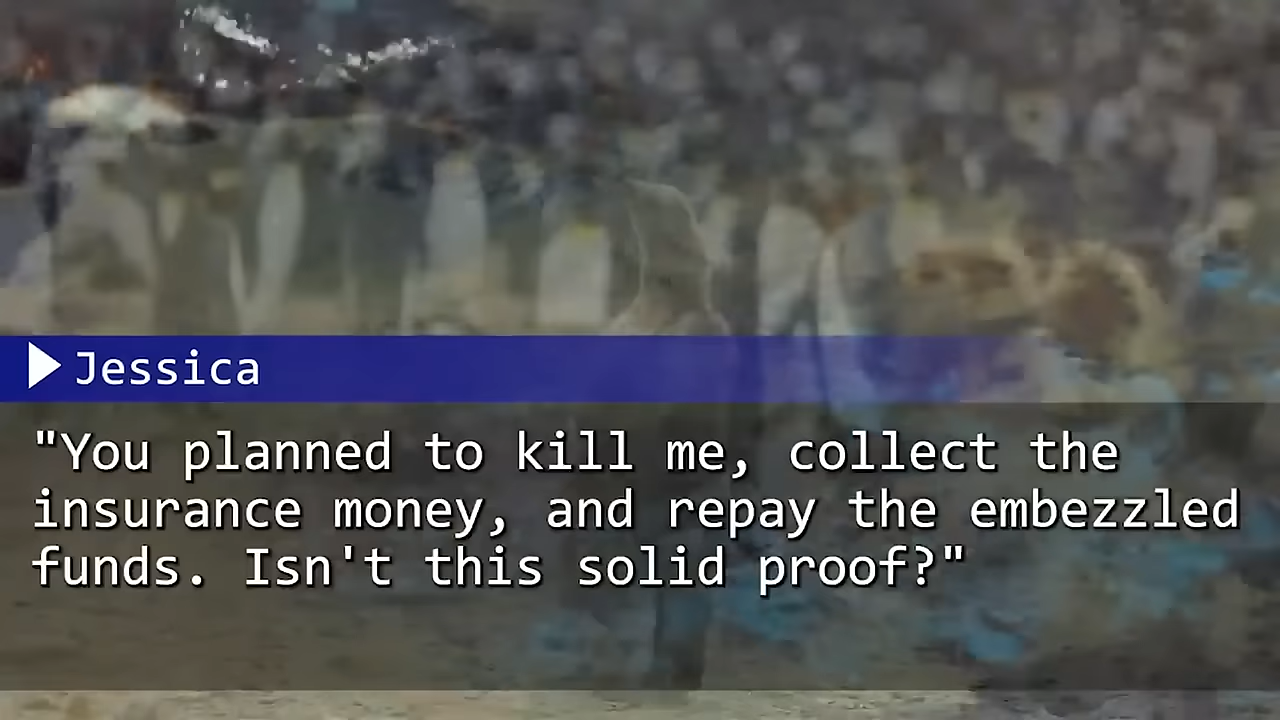 Jessica
"You planned to kill me, collect the
insurance money, and repay the embezzled
funds. Isn't this solid proof?"